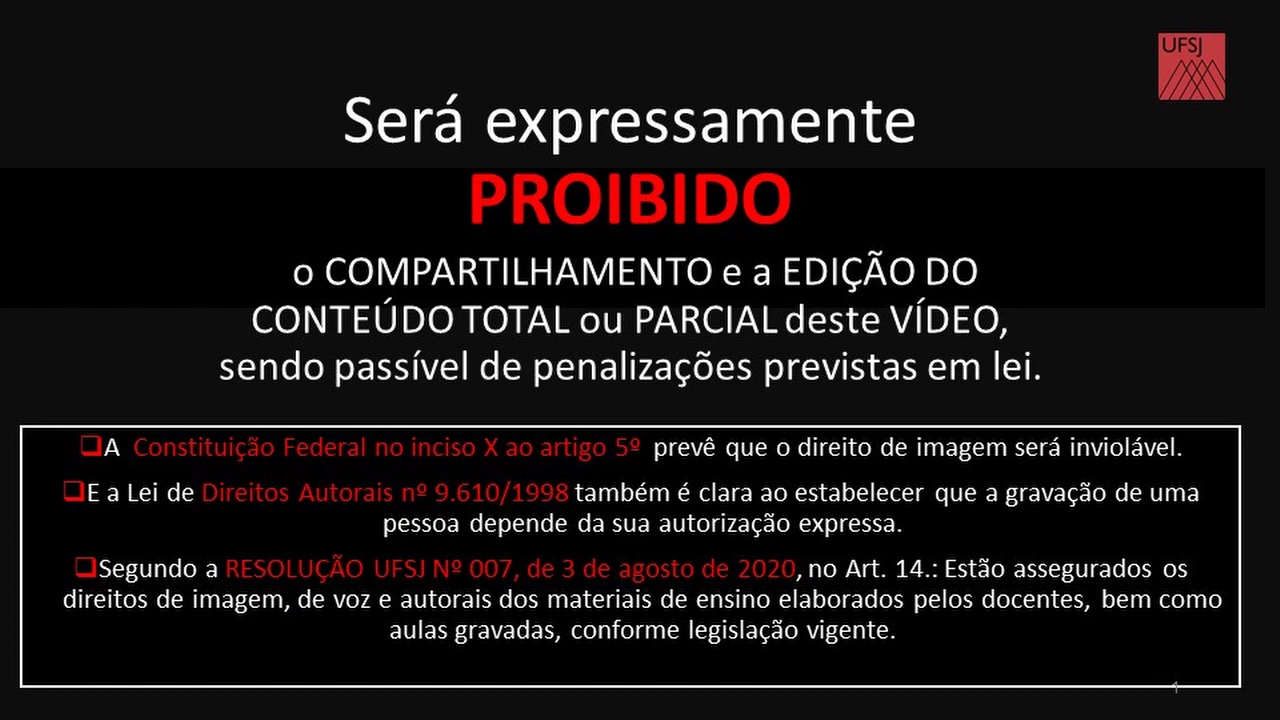 UFSJ
Será expressamente
PROIBIDO
o COMPARTILHAMENTO e a EDIÇÃO DO
CONTEÚDO TOTAL ou PARCIAL deste VÍDEO,
sendo passível de penalizações previstas em lei.
❑A Constituição Federal no inciso X ao artigo 5º prevê que o direito de imagem será inviolável.
❑E a Lei de Direitos Autorais nº 9.610/1998 também é clara ao estabelecer que a gravação de uma
pessoa depende da sua autorização expressa.
❑Segundo a RESOLUÇÃO UFSJ Nº 007, de 3 de agosto de 2020, no Art. 14.: Estão assegurados os
direitos de imagem, de voz e autorais dos materiais de ensino elaborados pelos docentes, bem como
aulas gravadas, conforme legislação vigente.
1